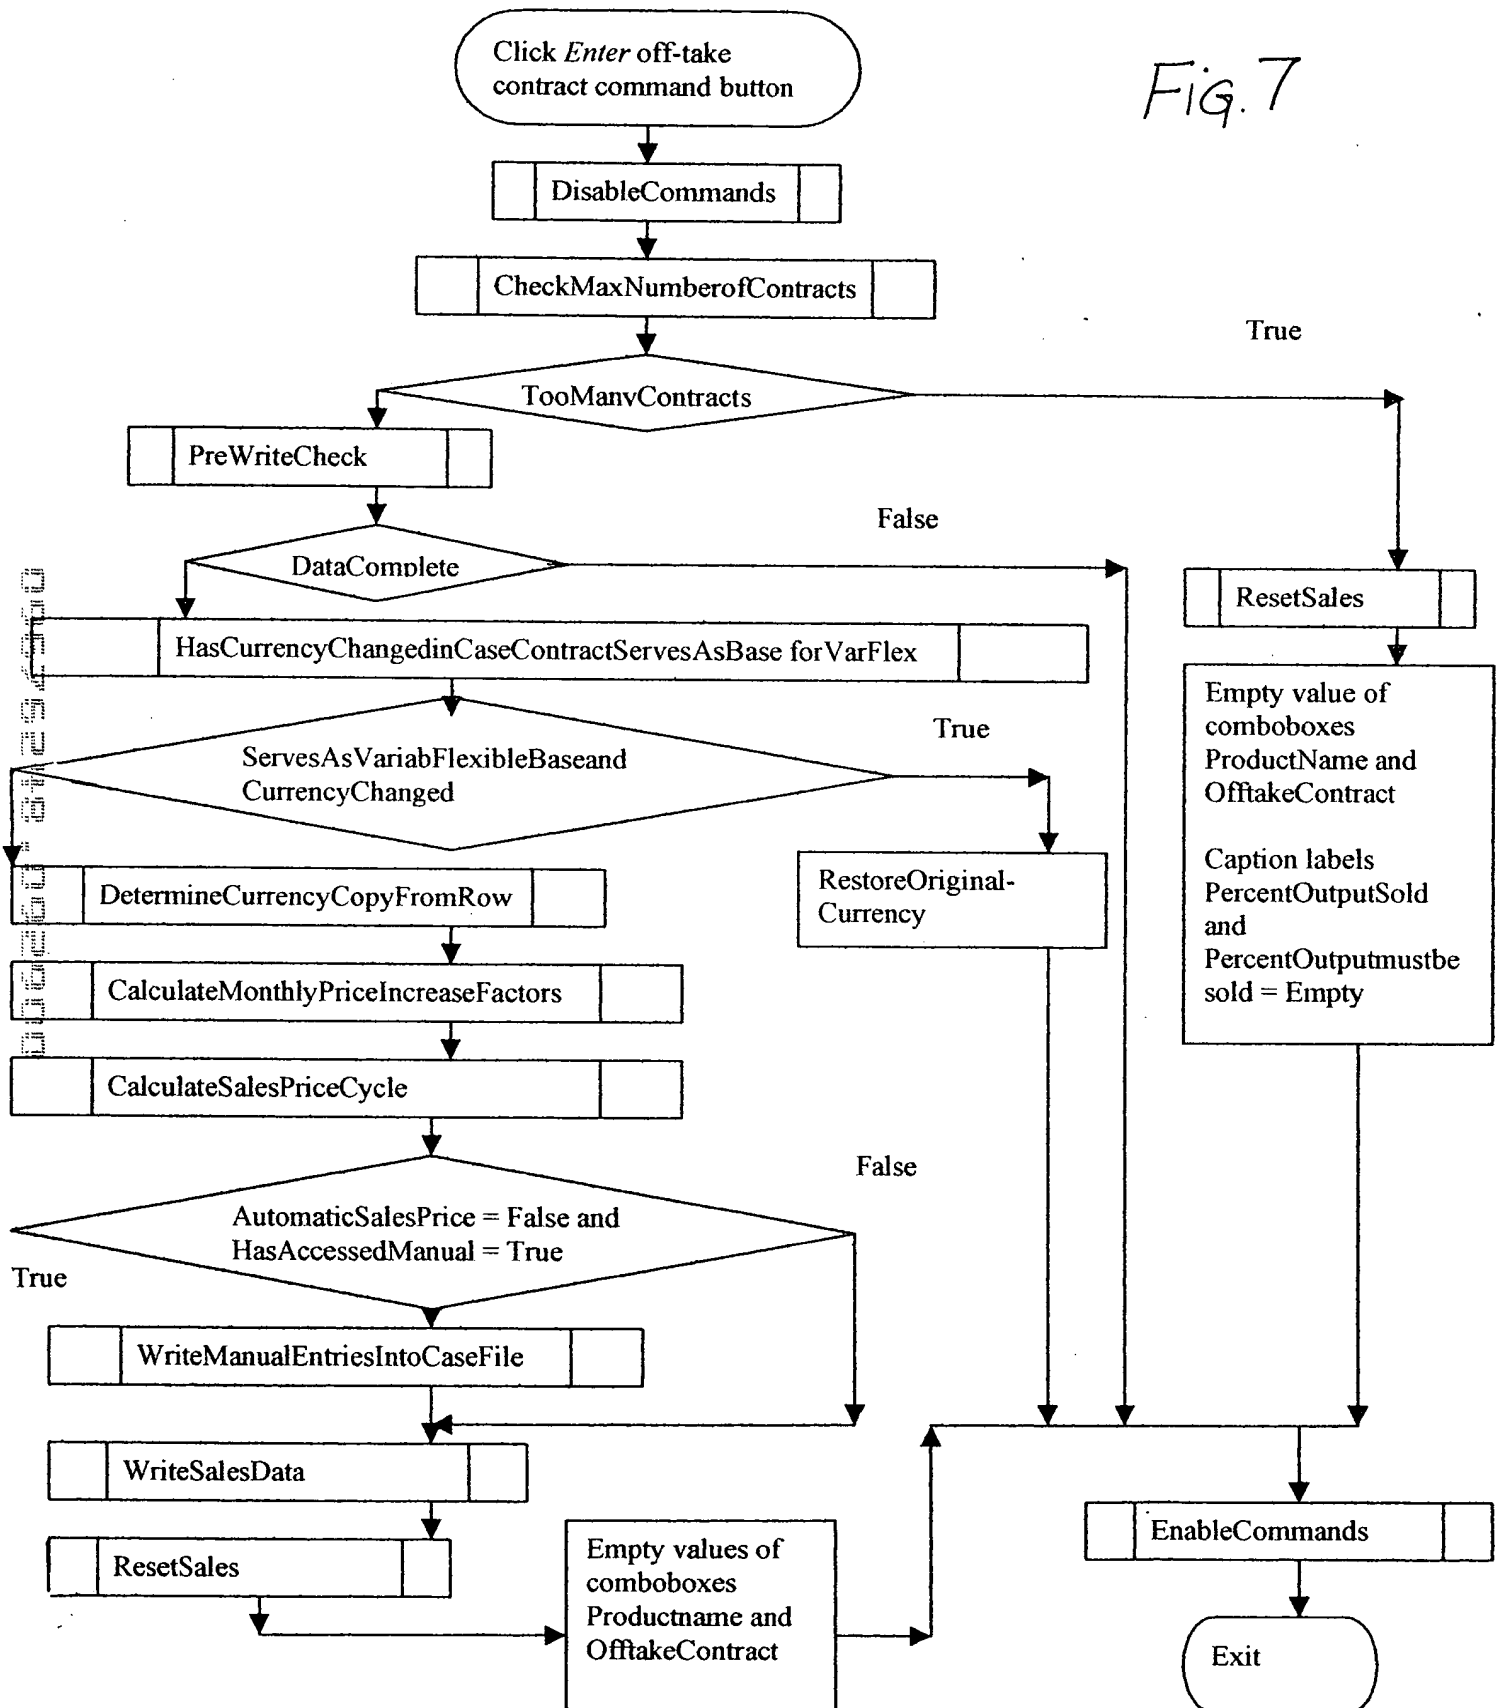 Click Enter off-take
contract command button
Fig. 7
DisableCommands
CheckMaxNumberofContracts
True
TooManyContracts
PreWriteCheck
False
DataComplete
ResetSales
HasCurrencyChangedinCaseContractServesAsBase forVarFlex
Empty value of
comboboxes
ProductName and
OfftakeContract
Caption labels
PercentOutputSold
and
PercentOutputmustbe
sold = Empty
True
ServesAsVariabFlexibleBaseand
CurrencyChanged
DetermineCurrencyCopyFromRow
RestoreOriginal-
Currency
CalculateMonthlyPriceIncreaseFactors
CalculateSalesPriceCycle
False
AutomaticSalesPrice = False and
HasAccessedManual = True
True
WriteManualEntriesIntoCaseFile
WriteSalesData
ResetSales
Empty values of
comboboxes
Productname and
OfftakeContract
EnableCommands
Exit